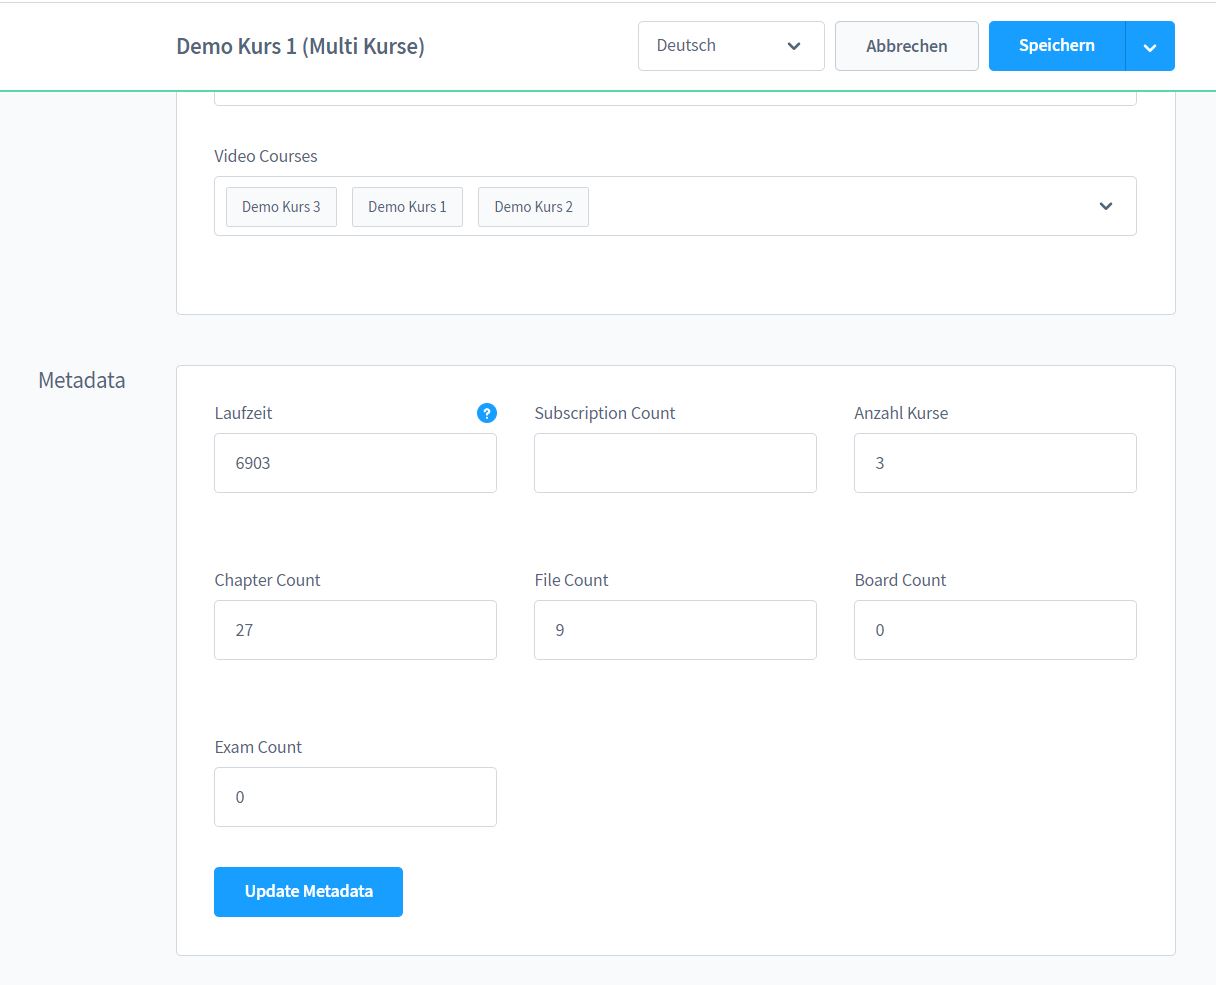 Demo Kurs 1 (Multi Kurse)
Deutsch
Abbrechen
Speichern
Video Courses
Demo Kurs 3
Demo Kurs 1
Demo Kurs 2
Metadata
Laufzeit
?
Subscription Count
Anzahl Kurse
6903
3
Chapter Count
File Count
Board Count
27
9
0
Exam Count
0
Update Metadata